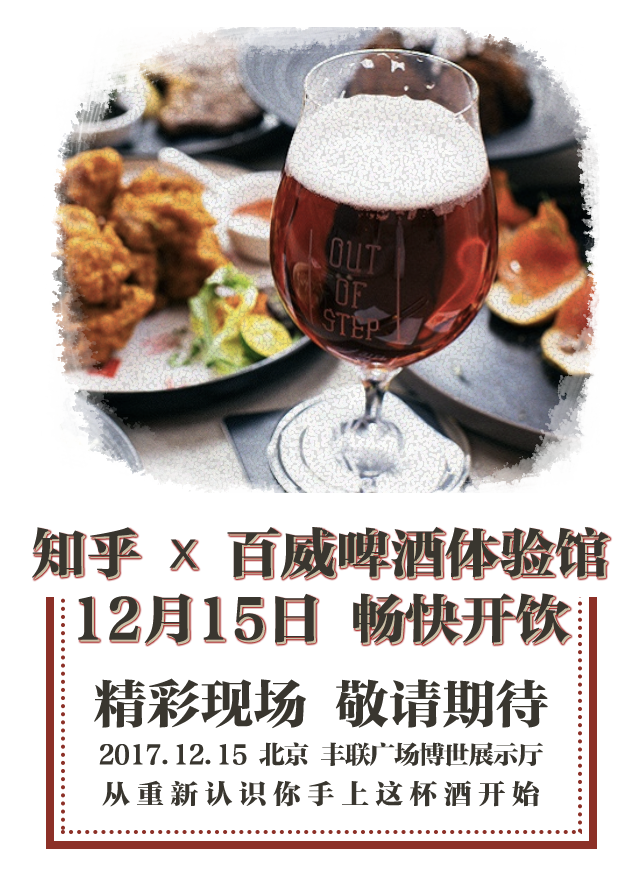 OUT
OF
STEP
知乎 x 百威啤酒体验馆
12月15日 畅快开饮
精彩现场 敬请期待
2017.12.15 北京 丰联广场博世展示厅
从重新认识你手上这杯酒开始